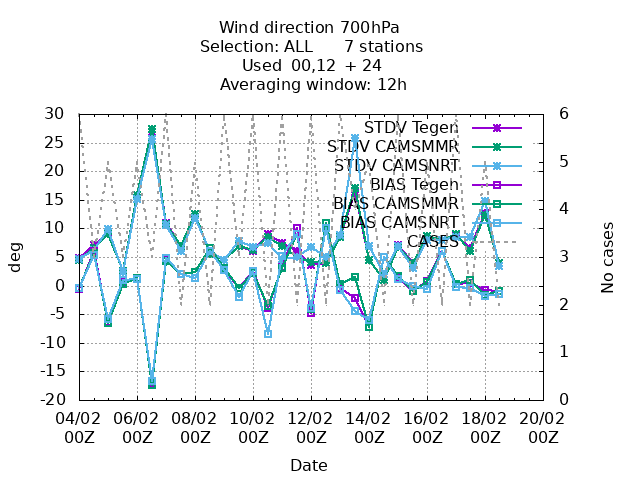 Wind direction 700hPa
Selection: ALL 7 stations
Used 00,12 + 24
Averaging window: 12h
30
25
20
15
10
5
0
-5
-10
-15
-20
deg
6
5
4
3
2
1
0
No cases
STDV Tegen
STDV CAMSMMR
STDV CAMSNRT
BIAS Tegen
BIAS CAMSMMR
BIAS CAMSNRT
CASES
04/02 06/02 08/02 10/02 12/02 14/02 16/02 18/02 20/02
00Z 00Z 00Z 00Z 00Z 00Z 00Z 00Z 00Z
Date